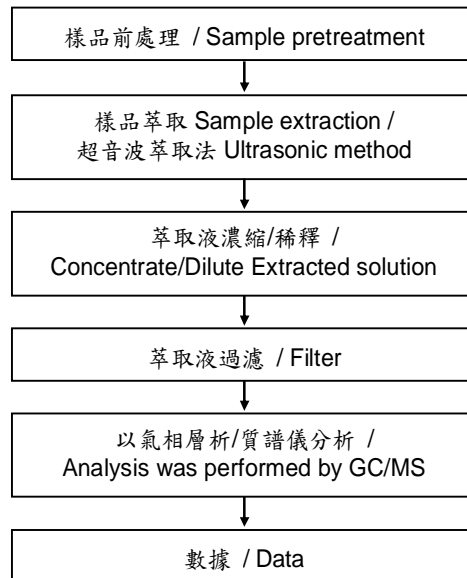 樣品前處理 / Sample pretreatment
樣品萃取 Sample extraction /
超音波萃取法 Ultrasonic method
萃取液濃縮/稀釋 /
Concentrate/Dilute Extracted solution
萃取液過濾 / Filter
以氣相層析/質譜儀分析 /
Analysis was performed by GC/MS
數據 / Data